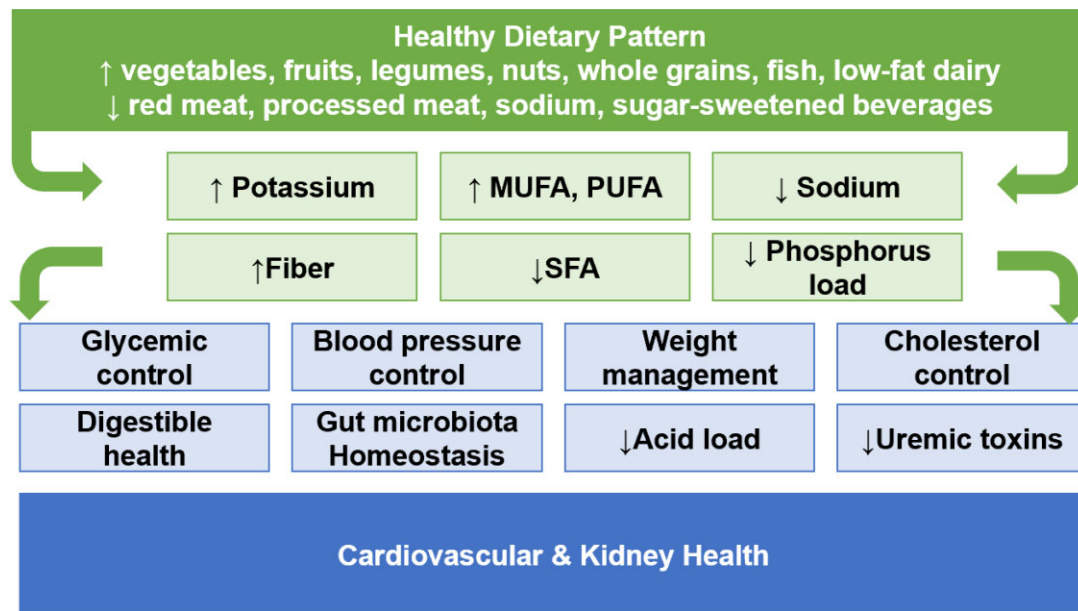 Healthy Dietary Pattern
↑ vegetables, fruits, legumes, nuts, whole grains, fish, low-fat dairy
↓ red meat, processed meat, sodium, sugar-sweetened beverages
↑ Potassium
↑ MUFA, PUFA
↓ Sodium
↑Fiber
↓SFA
↓ Phosphorus
load
Glycemic
control
Blood pressure
control
Weight
management
Cholesterol
control
Digestible
health
Gut microbiota
Homeostasis
↓Acid load
↓Uremic toxins
Cardiovascular & Kidney Health